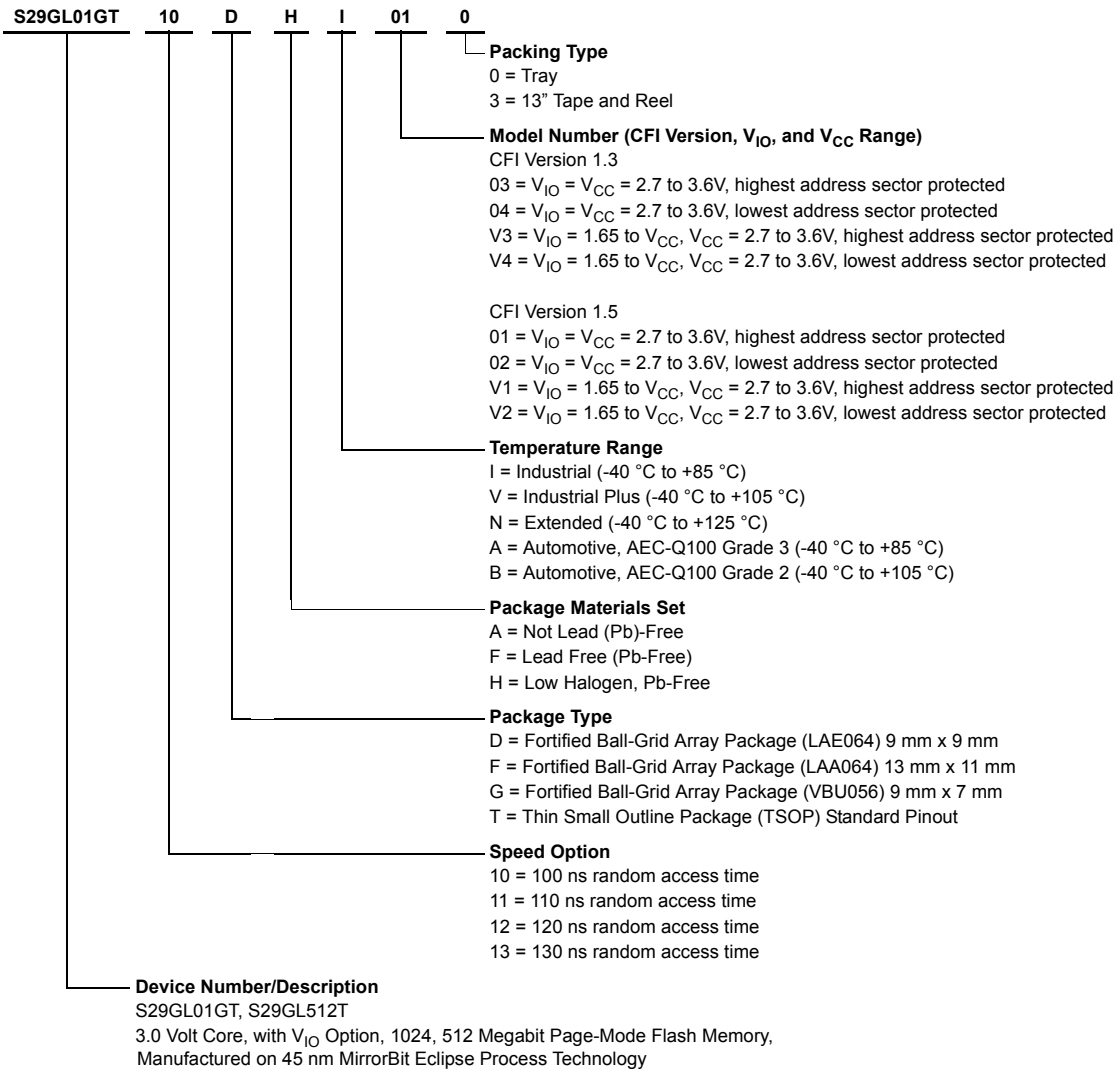 S29GL01GT 10 D H I 01 0
Packing Type
0 = Tray
3 = 13” Tape and Reel
Model Number (CFI Version, VIO, and VCC Range)
CFI Version 1.3
03 = VIO = VCC = 2.7 to 3.6V, highest address sector protected
04 = VIO = VCC = 2.7 to 3.6V, lowest address sector protected
V3 = VIO = 1.65 to VCC, VCC = 2.7 to 3.6V, highest address sector protected
V4 = VIO = 1.65 to VCC, VCC = 2.7 to 3.6V, lowest address sector protected
CFI Version 1.5
01 = VIO = VCC = 2.7 to 3.6V, highest address sector protected
02 = VIO = VCC = 2.7 to 3.6V, lowest address sector protected
V1 = VIO = 1.65 to VCC, VCC = 2.7 to 3.6V, highest address sector protected
V2 = VIO = 1.65 to VCC, VCC = 2.7 to 3.6V, lowest address sector protected
Temperature Range
I = Industrial (-40 °C to +85 °C)
V = Industrial Plus (-40 °C to +105 °C)
N = Extended (-40 °C to +125 °C)
A = Automotive, AEC-Q100 Grade 3 (-40 °C to +85 °C)
B = Automotive, AEC-Q100 Grade 2 (-40 °C to +105 °C)
Package Materials Set
A = Not Lead (Pb)-Free
F = Lead Free (Pb-Free)
H = Low Halogen, Pb-Free
Package Type
D = Fortified Ball-Grid Array Package (LAE064) 9 mm x 9 mm
F = Fortified Ball-Grid Array Package (LAA064) 13 mm x 11 mm
G = Fortified Ball-Grid Array Package (VBU056) 9 mm x 7 mm
T = Thin Small Outline Package (TSOP) Standard Pinout
Speed Option
10 = 100 ns random access time
11 = 110 ns random access time
12 = 120 ns random access time
13 = 130 ns random access time
Device Number/Description
S29GL01GT, S29GL512T
3.0 Volt Core, with VIO Option, 1024, 512 Megabit Page-Mode Flash Memory,
Manufactured on 45 nm MirrorBit Eclipse Process Technology